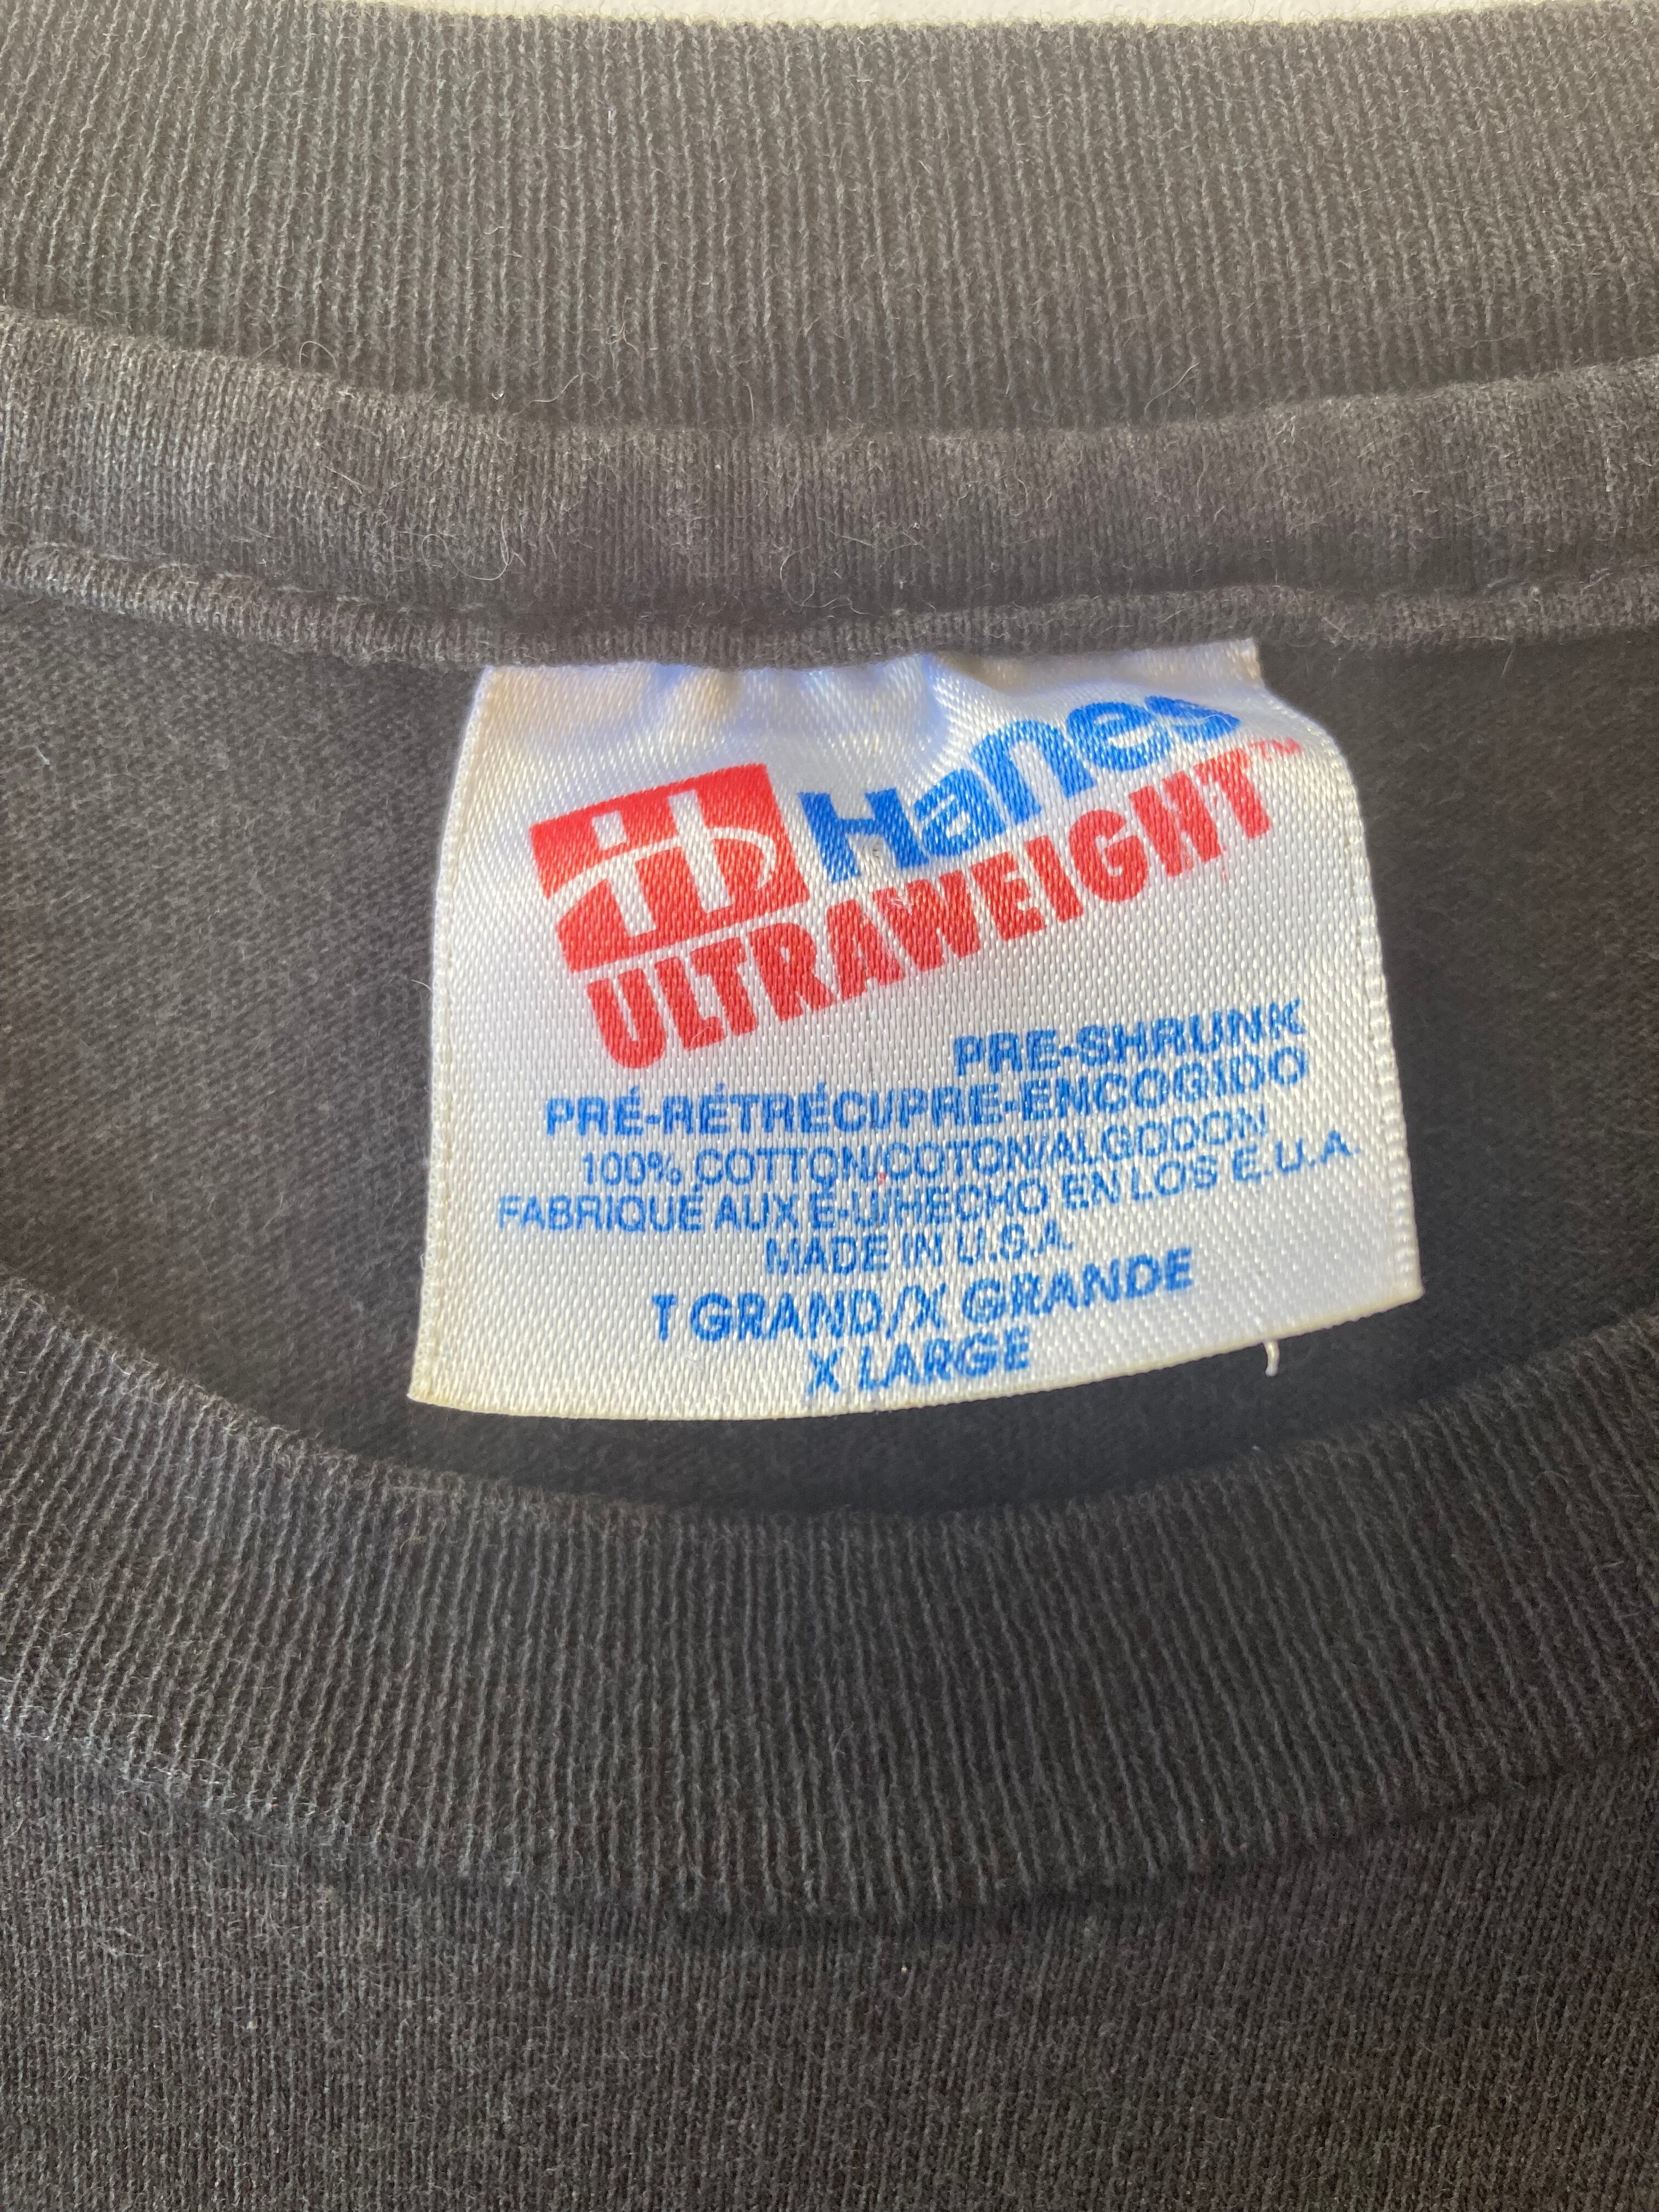 Hanes
ULTRAWEIGHT™
PRE-SHRUNK
PRÉ-RÉTRÉCI/PRE-ENCOGIDO
100% COTTON/COTON/ALGODON
FABRIQUÉ AUX É-U/HECHO EN LOS E.U.A
MADE IN U.S.A.
T GRAND/X GRANDE
X LARGE